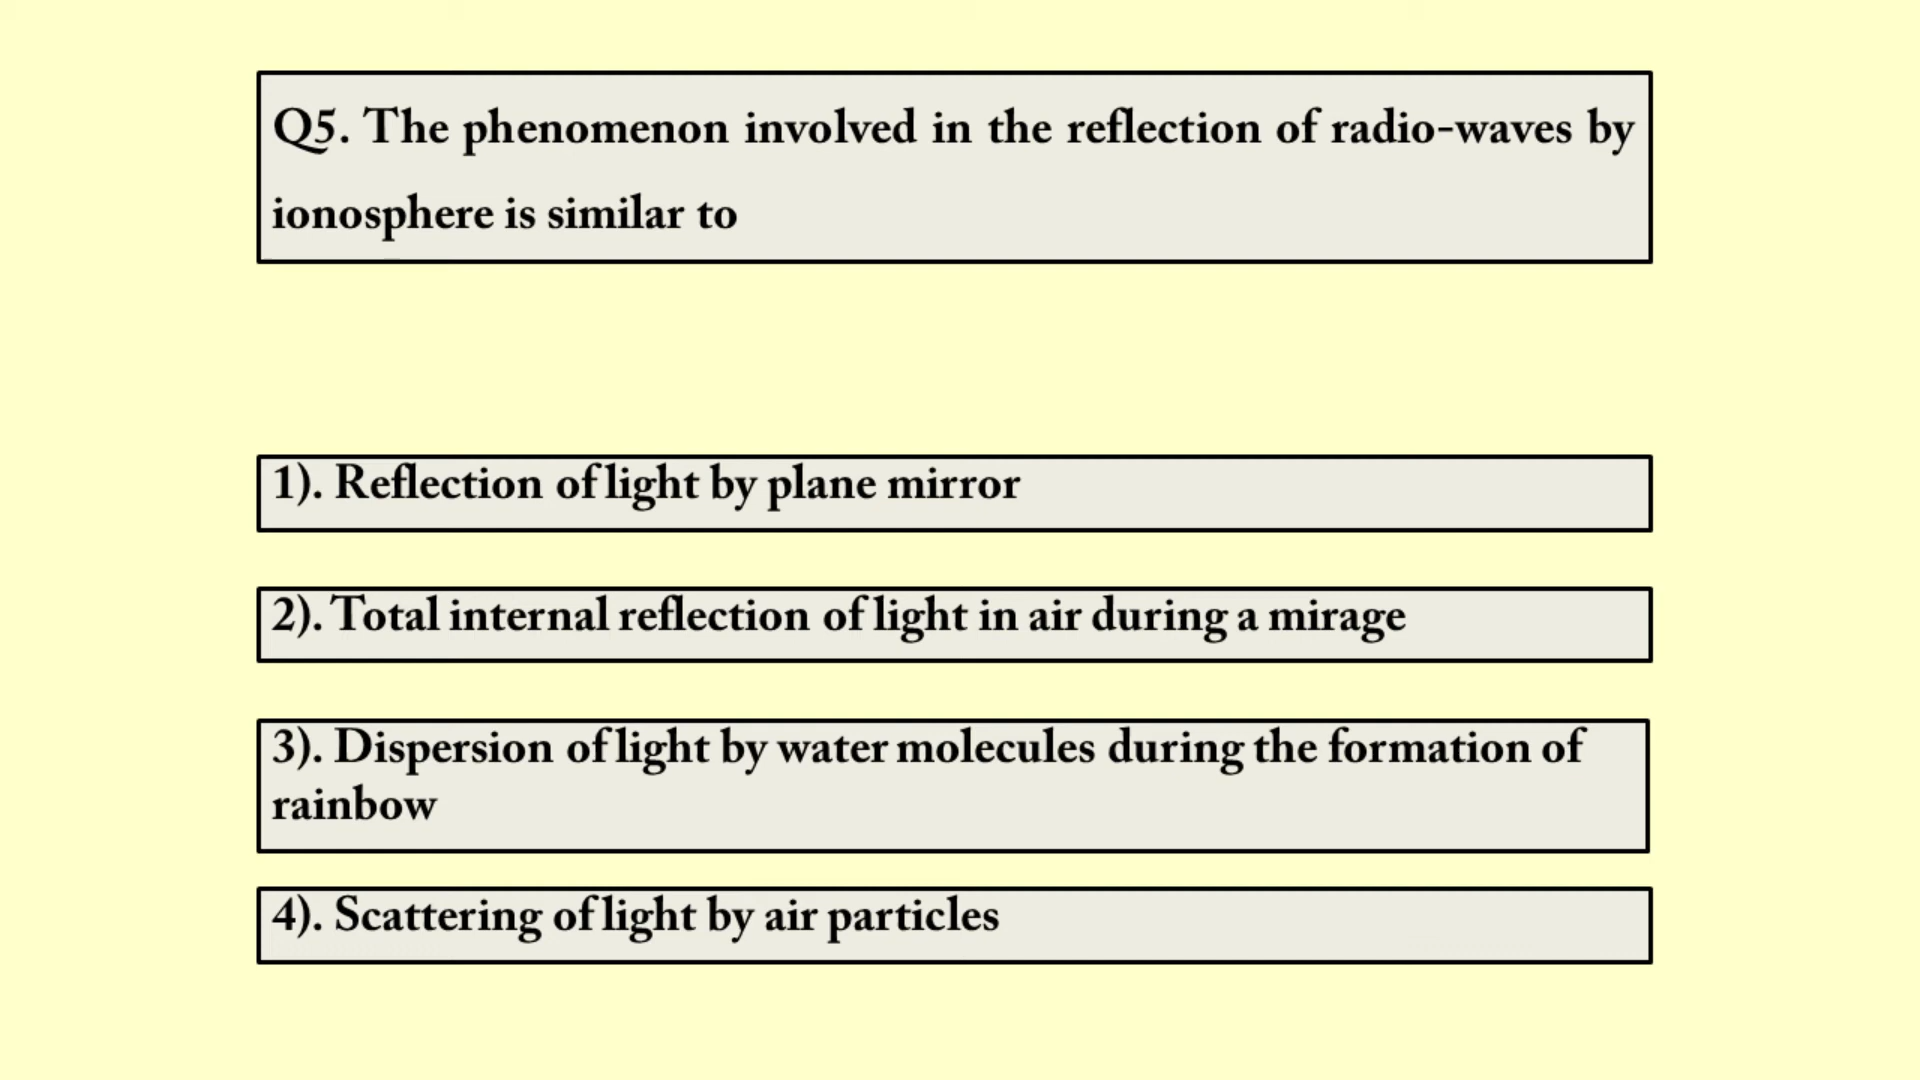 Q5. The phenomenon involved in the reflection of radio-waves by
ionosphere is similar to
1). Reflection of light by plane mirror
2). Total internal reflection of light in air during a mirage
3). Dispersion of light by water molecules during the formation of
rainbow
4). Scattering of light by air particles